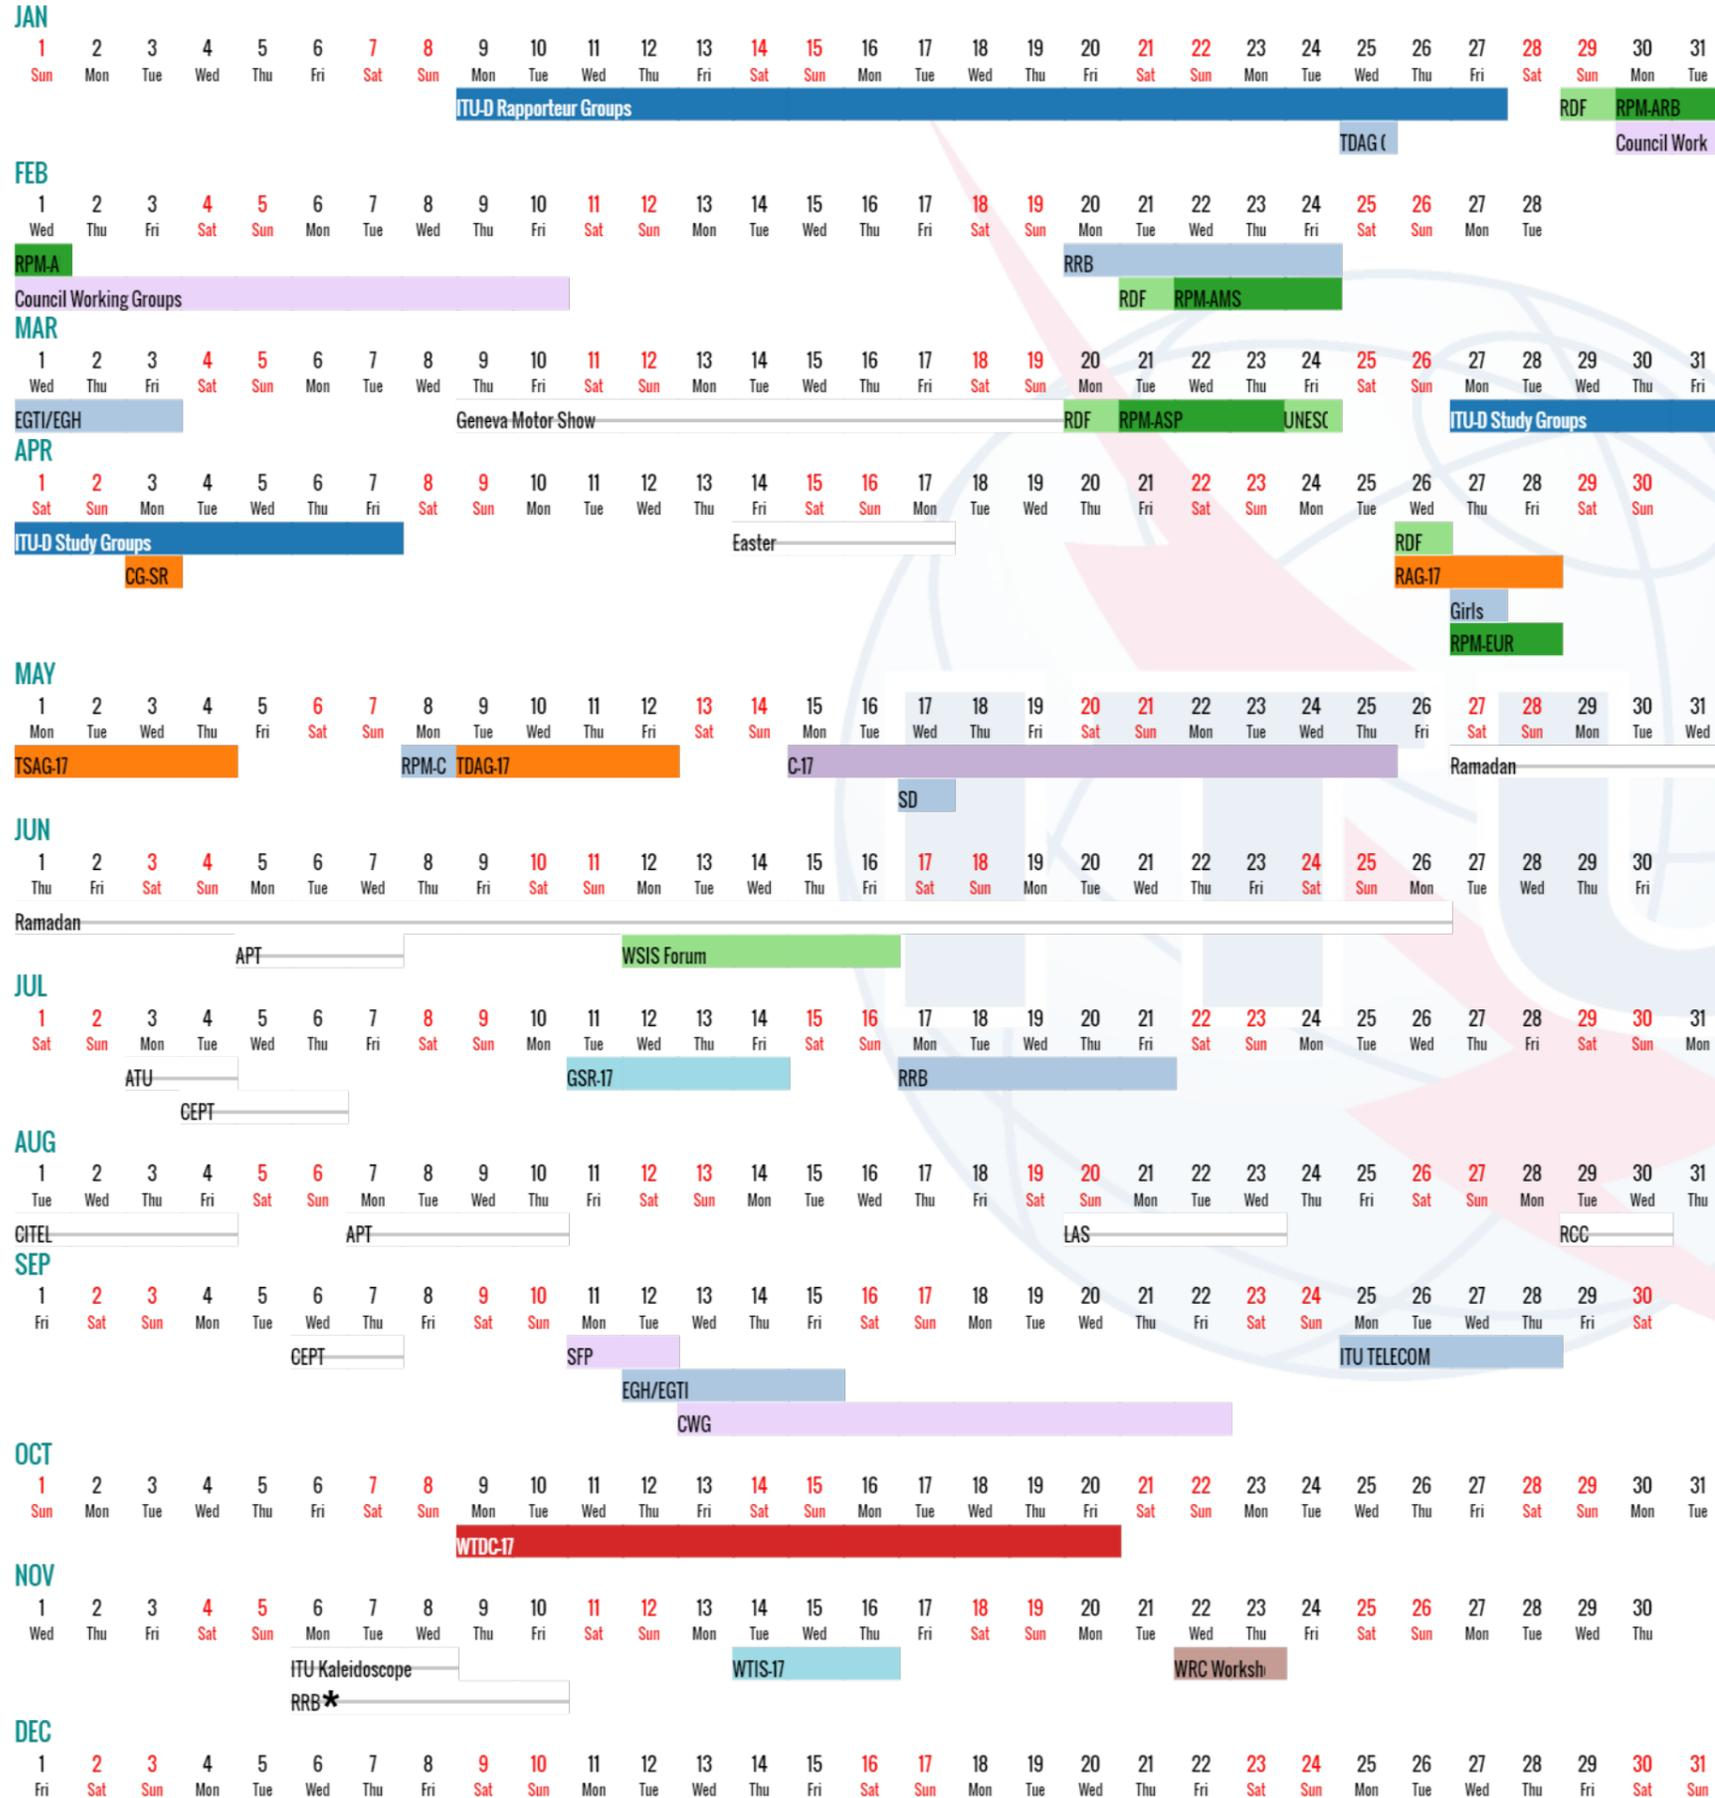 JAN
1 2 3 4 5 6 7 8 9 10 11 12 13 14 15 16 17 18 19 20 21 22 23 24 25 26 27 28 29 30 31
Sun Mon Tue Wed Thu Fri Sat Sun Mon Tue Wed Thu Fri Sat Sun Mon Tue Wed Thu Fri Sat Sun Mon Tue Wed Thu Fri Sat Sun Mon Tue
ITU-D Rapporteur Groups RDF RPM-ARB
TDAG ( Council Work
FEB
1 2 3 4 5 6 7 8 9 10 11 12 13 14 15 16 17 18 19 20 21 22 23 24 25 26 27 28
Wed Thu Fri Sat Sun Mon Tue Wed Thu Fri Sat Sun Mon Tue Wed Thu Fri Sat Sun Mon Tue Wed Thu Fri Sat Sun Mon Tue
RPM-A RRB
Council Working Groups RDF RPM-AMS
MAR
1 2 3 4 5 6 7 8 9 10 11 12 13 14 15 16 17 18 19 20 21 22 23 24 25 26 27 28 29 30 31
Wed Thu Fri Sat Sun Mon Tue Wed Thu Fri Sat Sun Mon Tue Wed Thu Fri Sat Sun Mon Tue Wed Thu Fri Sat Sun Mon Tue Wed Thu Fri
EGTI/EGH Geneva Motor Show RDF RPM-ASP UNESC ITU-D Study Groups
APR
1 2 3 4 5 6 7 8 9 10 11 12 13 14 15 16 17 18 19 20 21 22 23 24 25 26 27 28 29 30
Sat Sun Mon Tue Wed Thu Fri Sat Sun Mon Tue Wed Thu Fri Sat Sun Mon Tue Wed Thu Fri Sat Sun Mon Tue Wed Thu Fri Sat Sun
ITU-D Study Groups Easter RDF
CG-SR RAG-17
Girls
RPM-EUR
MAY
1 2 3 4 5 6 7 8 9 10 11 12 13 14 15 16 17 18 19 20 21 22 23 24 25 26 27 28 29 30 31
Mon Tue Wed Thu Fri Sat Sun Mon Tue Wed Thu Fri Sat Sun Mon Tue Wed Thu Fri Sat Sun Mon Tue Wed Thu Fri Sat Sun Mon Tue Wed
TSAG-17 RPM-C TDAG-17 C-17 Ramadan
SD
JUN
1 2 3 4 5 6 7 8 9 10 11 12 13 14 15 16 17 18 19 20 21 22 23 24 25 26 27 28 29 30
Thu Fri Sat Sun Mon Tue Wed Thu Fri Sat Sun Mon Tue Wed Thu Fri Sat Sun Mon Tue Wed Thu Fri Sat Sun Mon Tue Wed Thu Fri
Ramadan
APT WSIS Forum
JUL
1 2 3 4 5 6 7 8 9 10 11 12 13 14 15 16 17 18 19 20 21 22 23 24 25 26 27 28 29 30 31
Sat Sun Mon Tue Wed Thu Fri Sat Sun Mon Tue Wed Thu Fri Sat Sun Mon Tue Wed Thu Fri Sat Sun Mon Tue Wed Thu Fri Sat Sun Mon
ATU GSR-17 RRB
CEPT
AUG
1 2 3 4 5 6 7 8 9 10 11 12 13 14 15 16 17 18 19 20 21 22 23 24 25 26 27 28 29 30 31
Tue Wed Thu Fri Sat Sun Mon Tue Wed Thu Fri Sat Sun Mon Tue Wed Thu Fri Sat Sun Mon Tue Wed Thu Fri Sat Sun Mon Tue Wed Thu
CITEL APT LAS RCC
SEP
1 2 3 4 5 6 7 8 9 10 11 12 13 14 15 16 17 18 19 20 21 22 23 24 25 26 27 28 29 30
Fri Sat Sun Mon Tue Wed Thu Fri Sat Sun Mon Tue Wed Thu Fri Sat Sun Mon Tue Wed Thu Fri Sat Sun Mon Tue Wed Thu Fri Sat
CEPT SFP ITU TELECOM
EGH/EGTI
CWG
OCT
1 2 3 4 5 6 7 8 9 10 11 12 13 14 15 16 17 18 19 20 21 22 23 24 25 26 27 28 29 30 31
Sun Mon Tue Wed Thu Fri Sat Sun Mon Tue Wed Thu Fri Sat Sun Mon Tue Wed Thu Fri Sat Sun Mon Tue Wed Thu Fri Sat Sun Mon Tue
WTDC-17
NOV
1 2 3 4 5 6 7 8 9 10 11 12 13 14 15 16 17 18 19 20 21 22 23 24 25 26 27 28 29 30
Wed Thu Fri Sat Sun Mon Tue Wed Thu Fri Sat Sun Mon Tue Wed Thu Fri Sat Sun Mon Tue Wed Thu Fri Sat Sun Mon Tue Wed Thu
ITU Kaleidoscope WTIS-17 WRC Worksh
RRB*
DEC
1 2 3 4 5 6 7 8 9 10 11 12 13 14 15 16 17 18 19 20 21 22 23 24 25 26 27 28 29 30 31
Fri Sat Sun Mon Tue Wed Thu Fri Sat Sun Mon Tue Wed Thu Fri Sat Sun Mon Tue Wed Thu Fri Sat Sun Mon Tue Wed Thu Fri Sat Sun